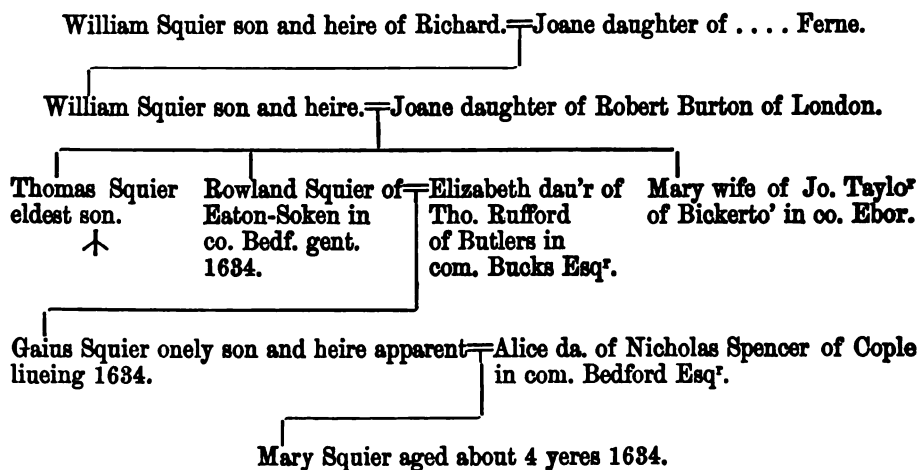 William Squier son and heire of Richard.=Joane daughter of .... Ferne.
William Squier son and heire.=Joane daughter of Robert Burton of London.
Thomas Squier
eldest son.
Rowland Squier of=
Eaton-Soken in
co. Bedf. gent.
1634.
Elizabeth dau'r of
Tho. Rufford
of Butlers in
com. Bucks Esqʳ.
Mary wife of Jo. Tayloʳ
of Bickerto' in co. Ebor.
Gaius Squier onely son and heire apparent=Alice da. of Nicholas Spencer of Cople
liueing 1634.
in com. Bedford Esqʳ.
Mary Squier aged about 4 yeres 1634.